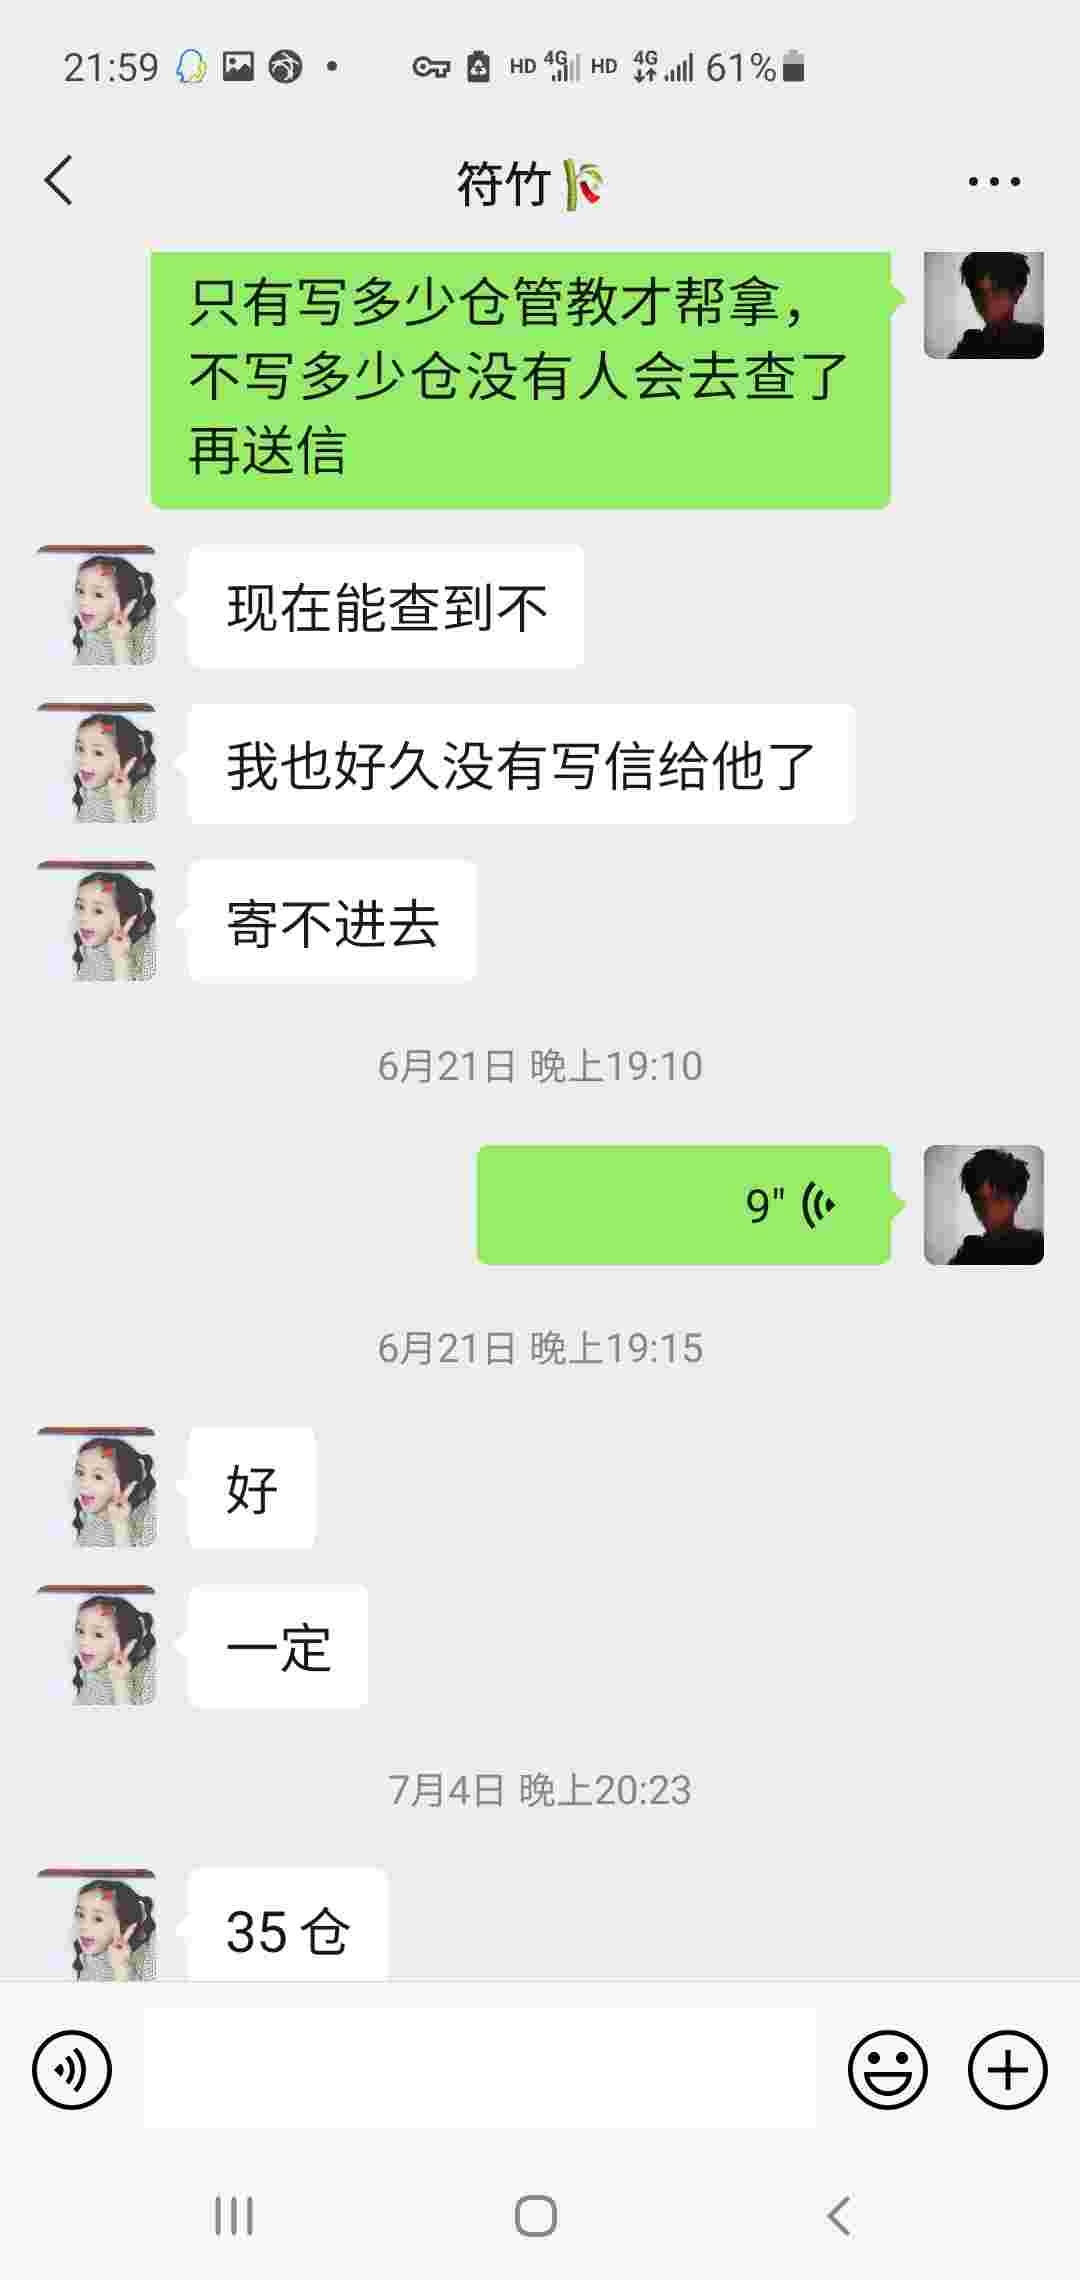 21:59 HD 4G HD 4G 61%
符竹
只有写多少仓管教才帮拿，
不写多少仓没有人会去查了
再送信
现在能查到不
我也好久没有写信给他了
寄不进去
6月21日 晚上19:10
9"
6月21日 晚上19:15
好
一定
7月4日 晚上20:23
35 仓